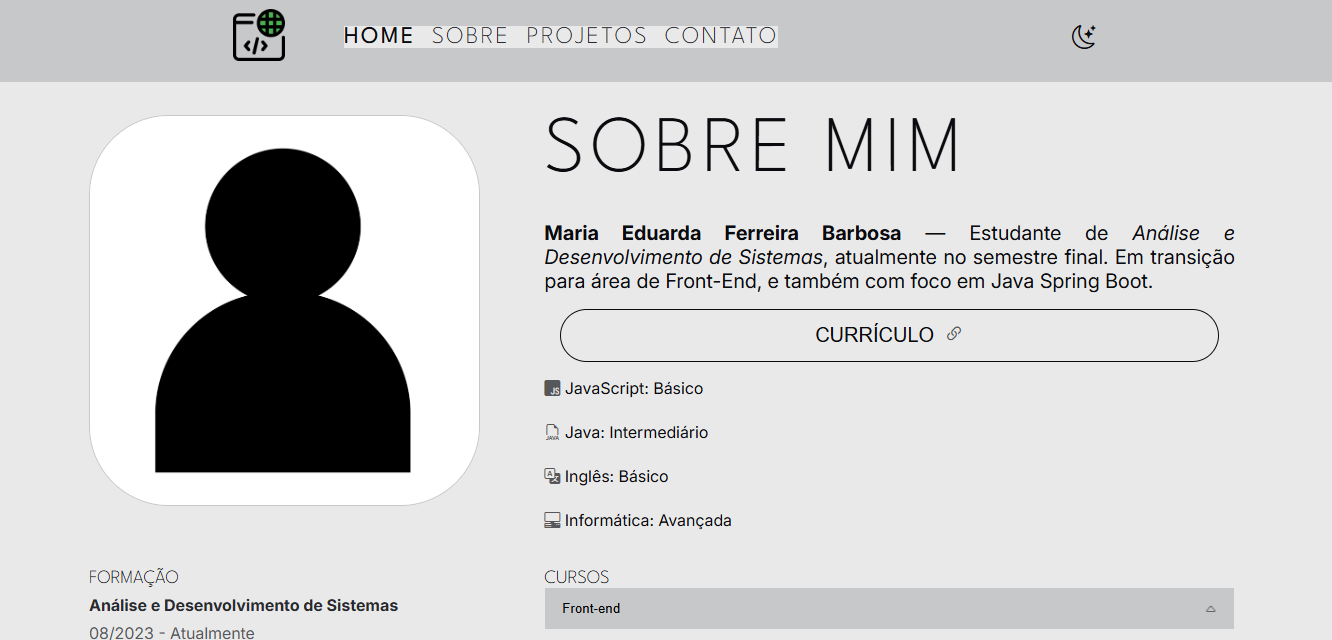 HOME SOBRE PROJETOS CONTATO
SOBRE MIM
Maria Eduarda Ferreira Barbosa — Estudante de Análise e
Desenvolvimento de Sistemas, atualmente no semestre final. Em transição
para área de Front-End, e também com foco em Java Spring Boot.
CURRÍCULO
JavaScript: Básico
Java: Intermediário
Inglês: Básico
Informática: Avançada
FORMAÇÃO
Análise e Desenvolvimento de Sistemas
08/2023 - Atualmente
CURSOS
Front-end